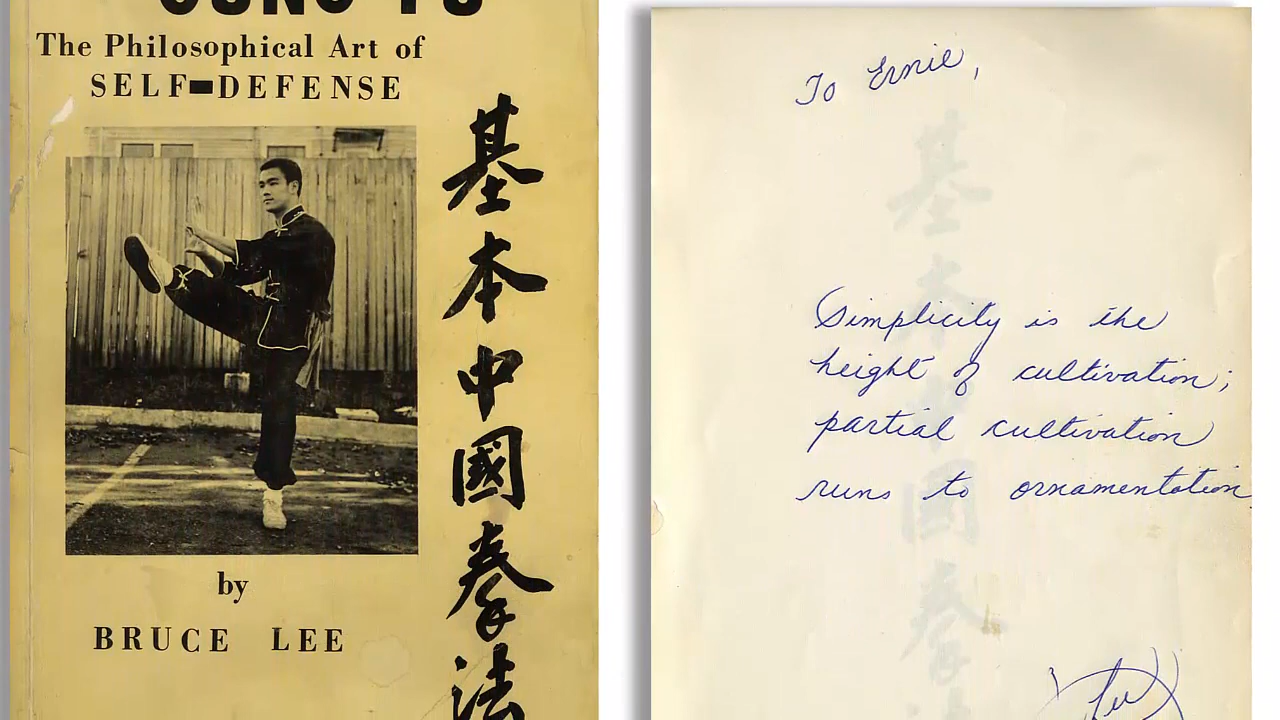 The Philosophical Art of
SELF-DEFENSE
基
本
中
國
拳
法
by
BRUCE LEE
To Ernie,
Simplicity is the
height of cultivation;
partial cultivation
runs to ornamentation